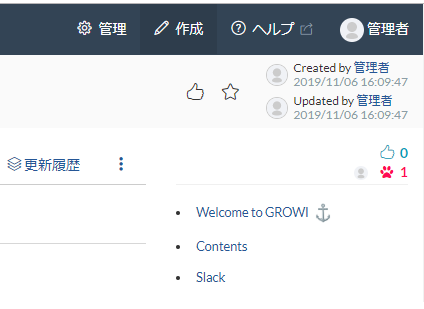 管理 作成 ヘルプ 管理者
Created by 管理者
2019/11/06 16:09:47
Updated by 管理者
2019/11/06 16:09:47
更新履歴
0
1
Welcome to GROWI
Contents
Slack